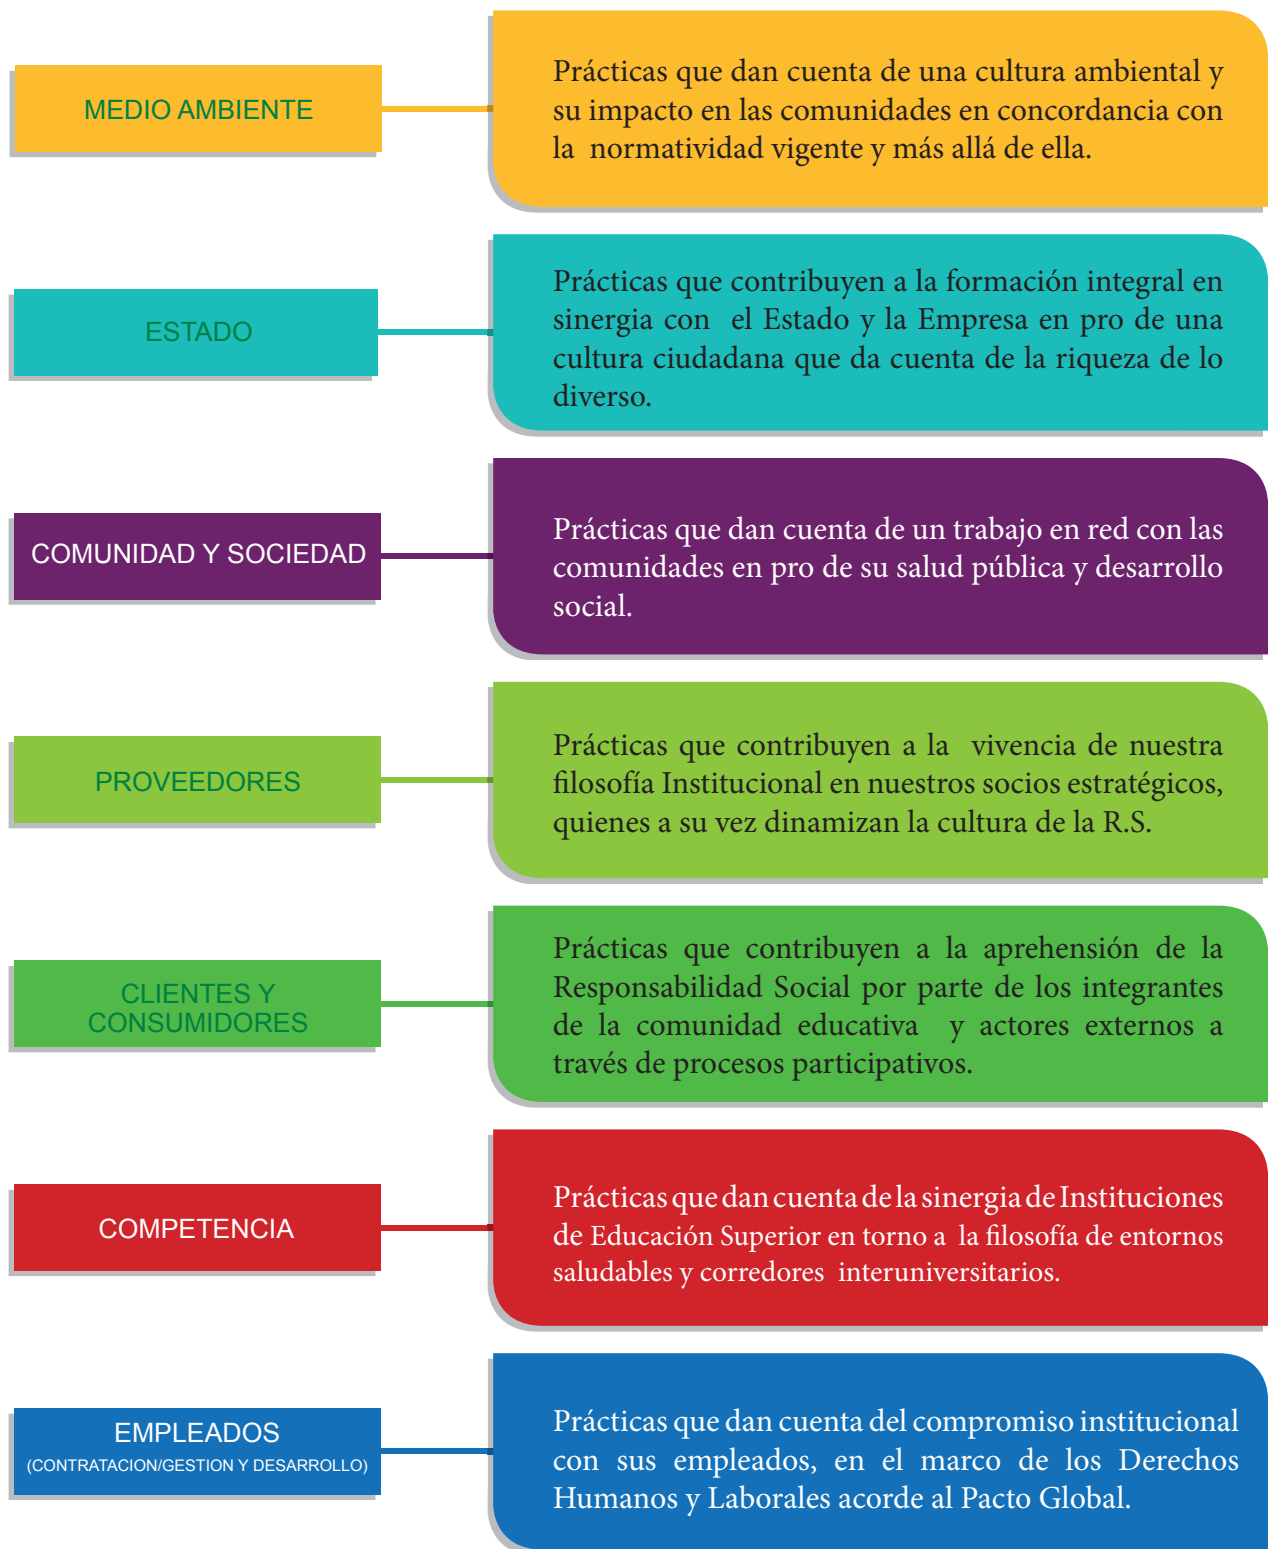 MEDIO AMBIENTE
Prácticas que dan cuenta de una cultura ambiental y
su impacto en las comunidades en concordancia con
la normatividad vigente y más allá de ella.
ESTADO
Prácticas que contribuyen a la formación integral en
sinergia con el Estado y la Empresa en pro de una
cultura ciudadana que da cuenta de la riqueza de lo
diverso.
COMUNIDAD Y SOCIEDAD
Prácticas que dan cuenta de un trabajo en red con las
comunidades en pro de su salud pública y desarrollo
social.
PROVEEDORES
Prácticas que contribuyen a la vivencia de nuestra
filosofía Institucional en nuestros socios estratégicos,
quienes a su vez dinamizan la cultura de la R.S.
CLIENTES Y
CONSUMIDORES
Prácticas que contribuyen a la aprehensión de la
Responsabilidad Social por parte de los integrantes
de la comunidad educativa y actores externos a
través de procesos participativos.
COMPETENCIA
Prácticas que dan cuenta de la sinergia de Instituciones
de Educación Superior en torno a la filosofía de entornos
saludables y corredores interuniversitarios.
EMPLEADOS
(CONTRATACION/GESTION Y DESARROLLO)
Prácticas que dan cuenta del compromiso institucional
con sus empleados, en el marco de los Derechos
Humanos y Laborales acorde al Pacto Global.